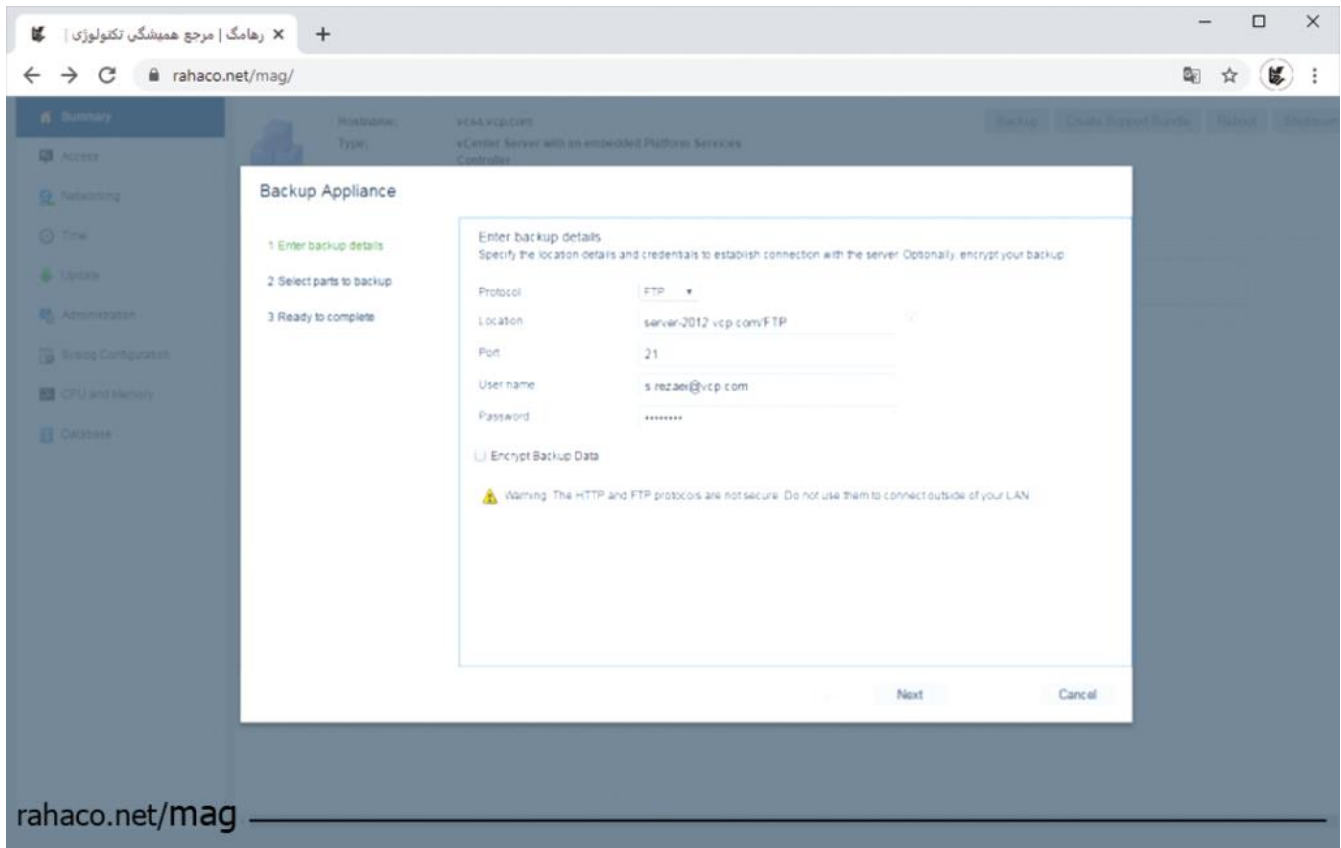 رهامگ | مرجع همیشگی تکنولوژی |
rahaco.net/mag/
Summary
Access
Networking
Time
Update
Administration
Syslog Configuration
CPU and Memory
Database
Hostname:
vcsa.vcp.com
Type:
vCenter Server with an embedded Platform Services
Controller
Backup
Create Support Bundle
Reboot
Backup Appliance
1 Enter backup details
2 Select parts to backup
3 Ready to complete
Enter backup details
Specify the location details and credentials to establish connection with the server. Optionally, encrypt your backup
Protocol
FTP
Location
server-2012.vcp.com/FTP
Port
21
User name
s.rezaei@vcp.com
Password
••••••••
Encrypt Backup Data
Warning: The HTTP and FTP protocols are not secure. Do not use them to connect outside of your LAN
Next
Cancel
rahaco.net/mag